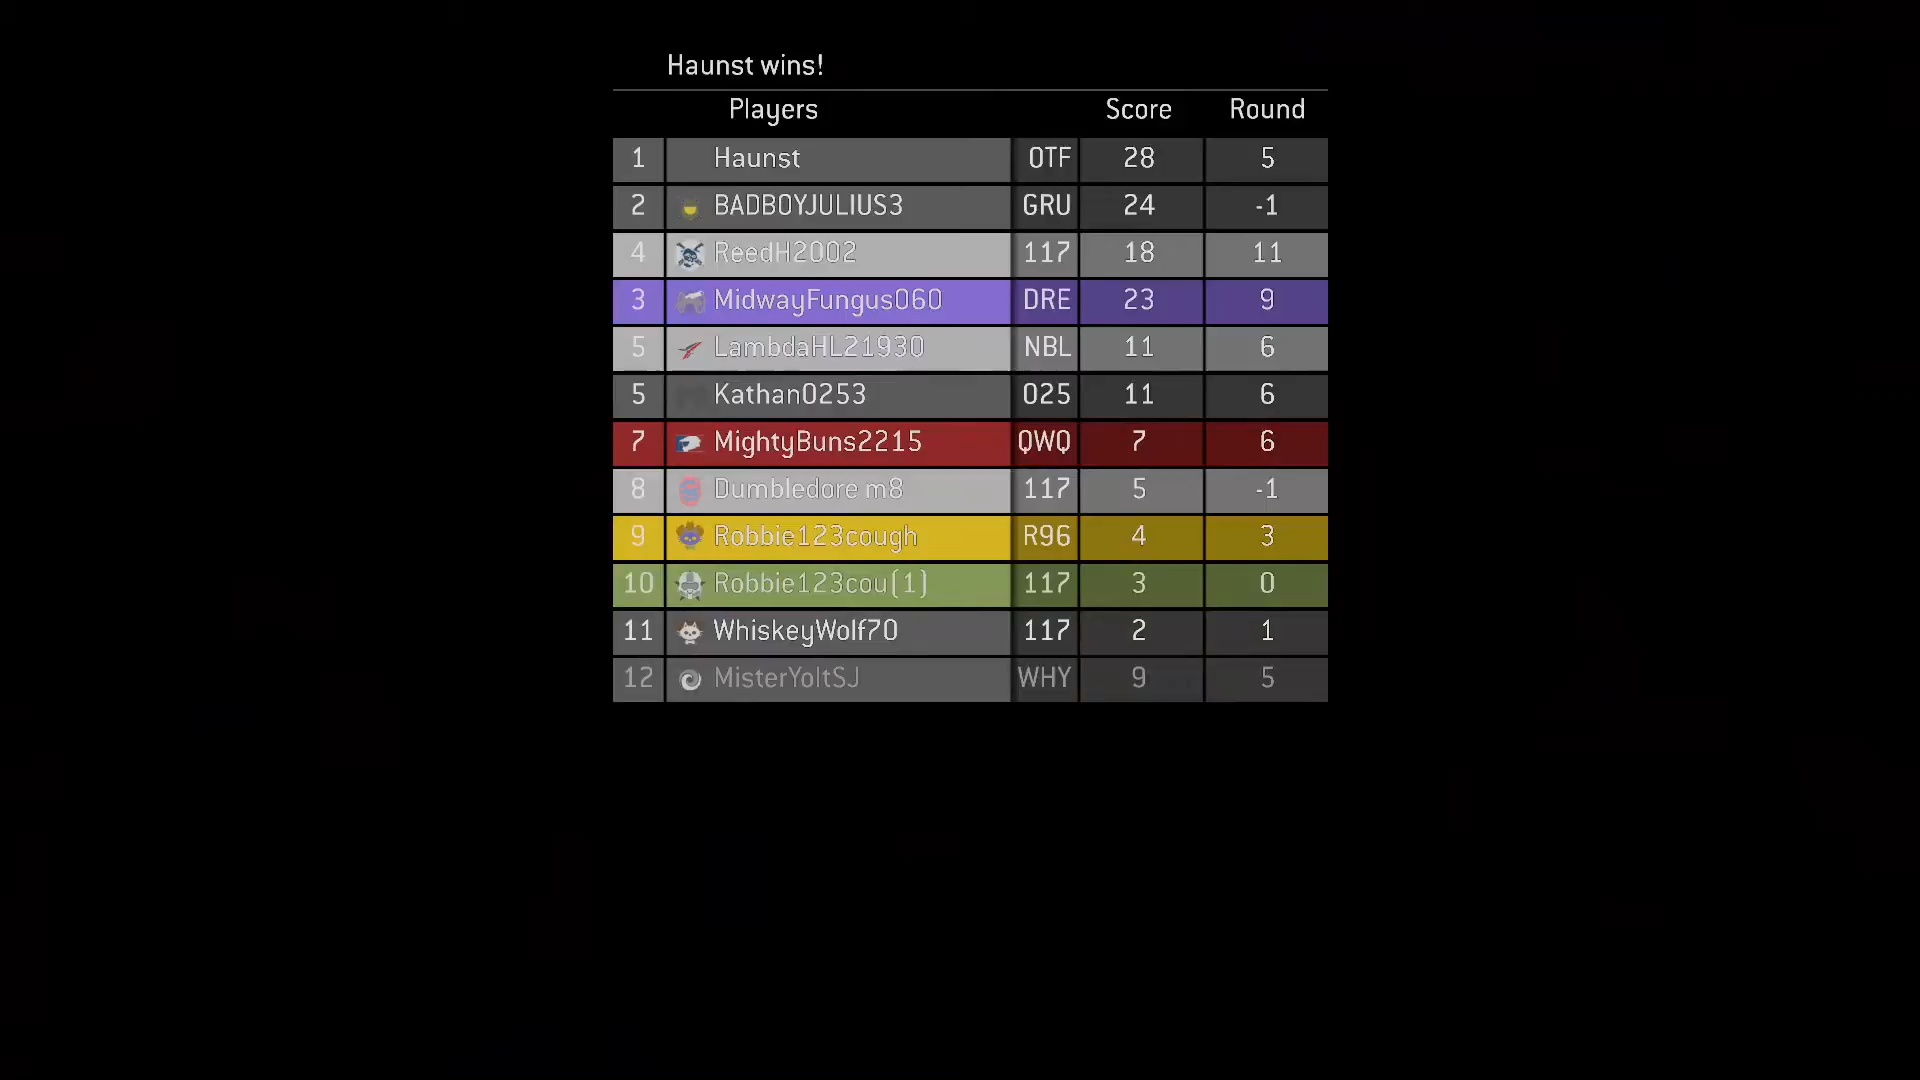 Haunst wins!
Players Score Round
1 Haunst OTF 28 5
2 BADBOYJULIUS3 GRU 24 -1
4 ReedH2002 117 18 11
3 MidwayFungus060 DRE 23 9
5 LambdaHL21930 NBL 11 6
5 Kathan0253 025 11 6
7 MightyBuns2215 QWQ 7 6
8 Dumbledore m8 117 5 -1
9 Robbie123cough R96 4 3
10 Robbie123cou(1) 117 3 0
11 WhiskeyWolf70 117 2 1
12 MisterYoltSJ WHY 9 5